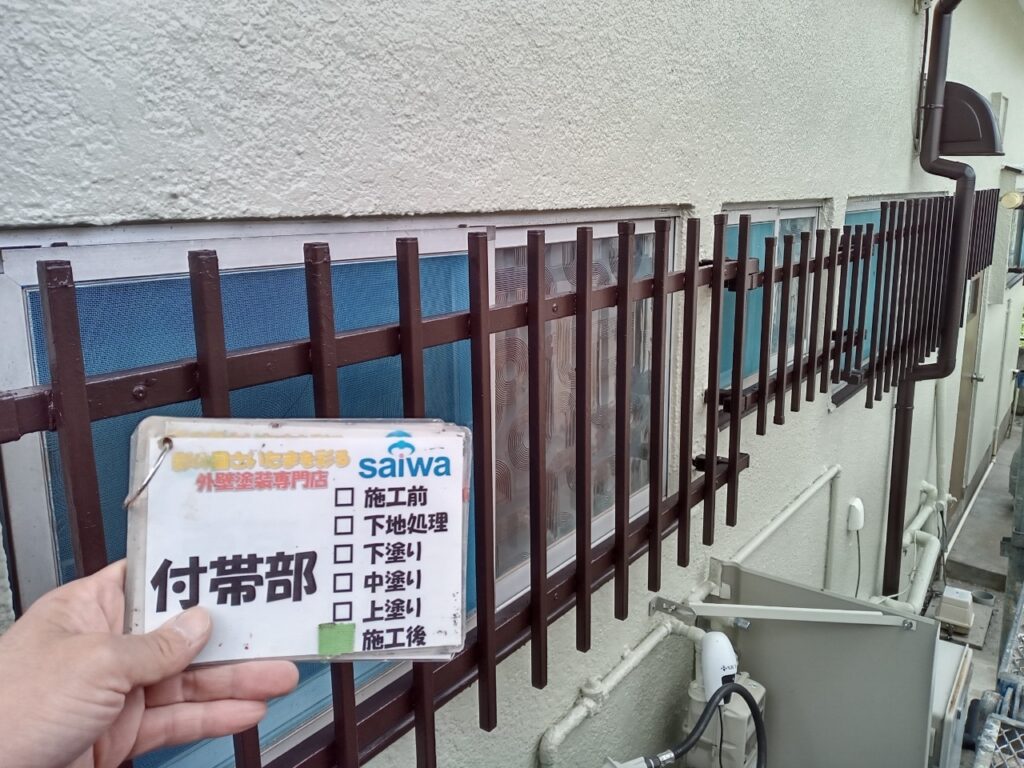 saiwa
外壁塗装専門店
付帯部
□ 施工前
□ 下地処理
□ 下塗り
□ 中塗り
□ 上塗り
施工後